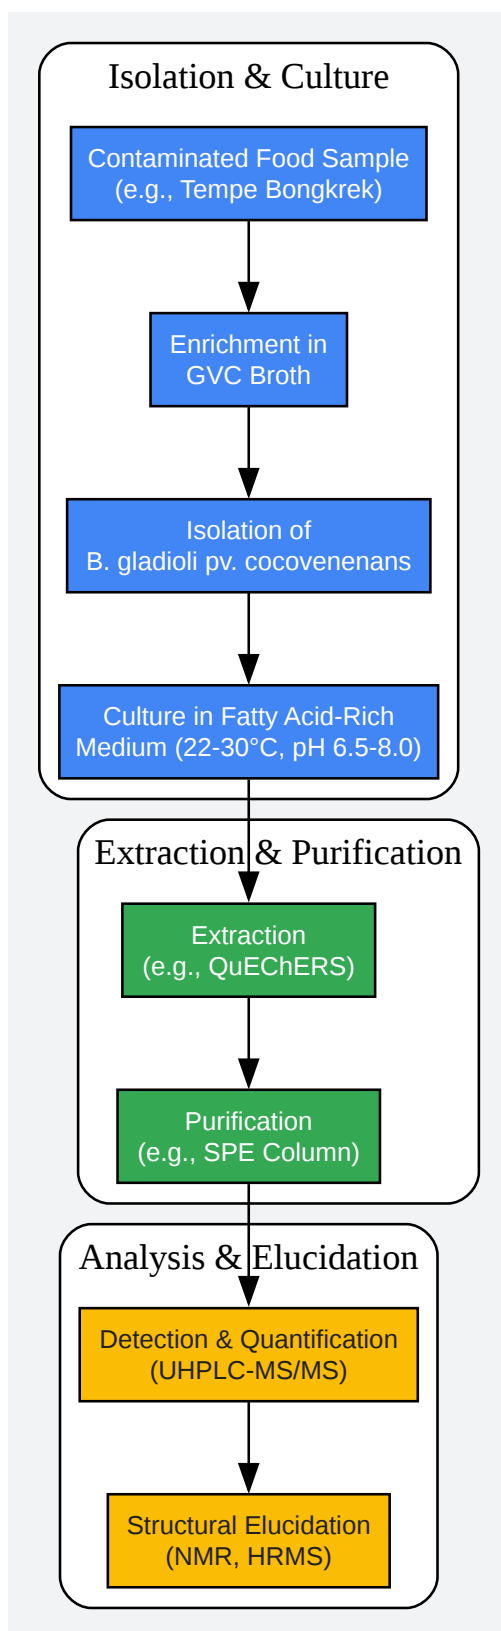 Isolation & Culture
Contaminated Food Sample
(e.g., Tempe Bongkrek)
Enrichment in
GVC Broth
Isolation of
B. gladioli pv. cocovenenans
Culture in Fatty Acid-Rich
Medium (22-30°C, pH 6.5-8.0)
Extraction & Purification
Extraction
(e.g., QuEChERS)
Purification
(e.g., SPE Column)
Analysis & Elucidation
Detection & Quantification
(UHPLC-MS/MS)
Structural Elucidation
(NMR, HRMS)